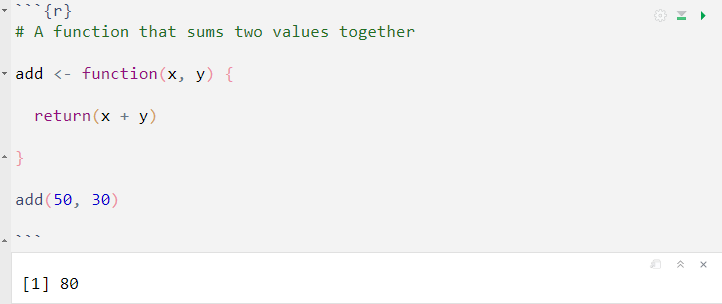 ```{r}
# A function that sums two values together
add <- function(x, y) {
return(x + y)
}
add(50, 30)
```
[1] 80